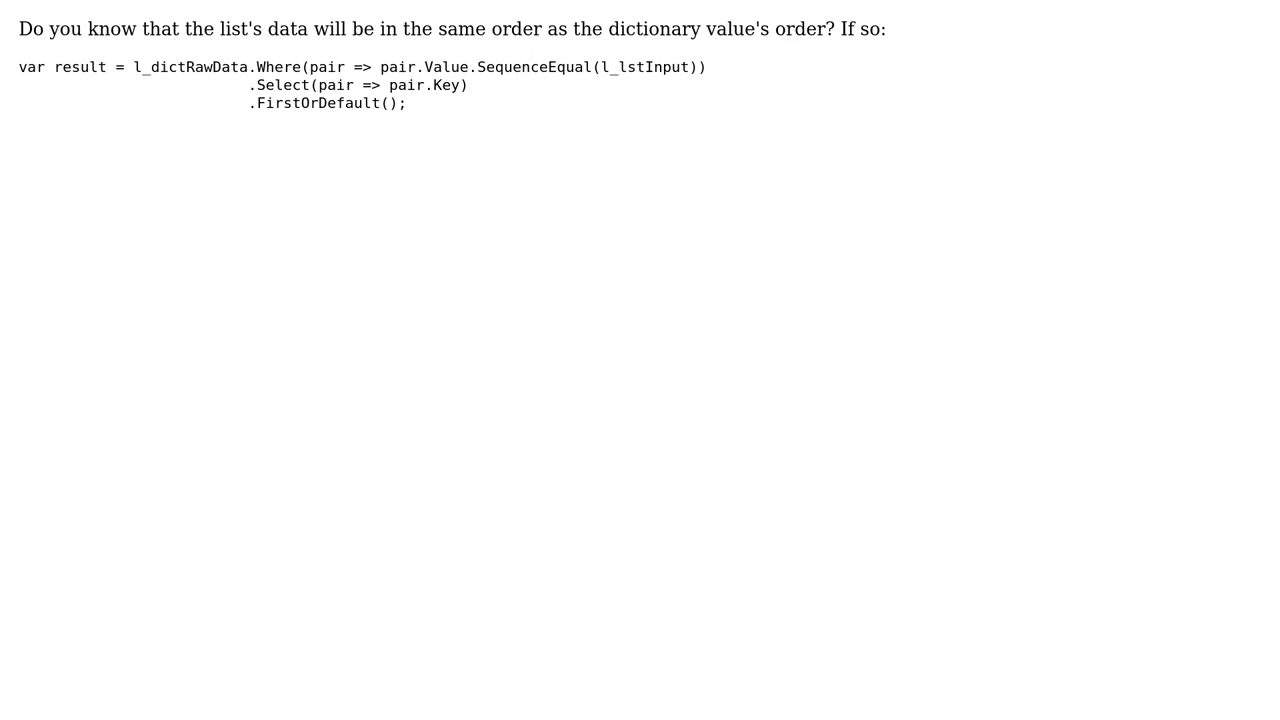 Do you know that the list's data will be in the same order as the dictionary value's order? If so:
var result = l_dictRawData.Where(pair => pair.Value.SequenceEqual(l_lstInput))
                          .Select(pair => pair.Key)
                          .FirstOrDefault();